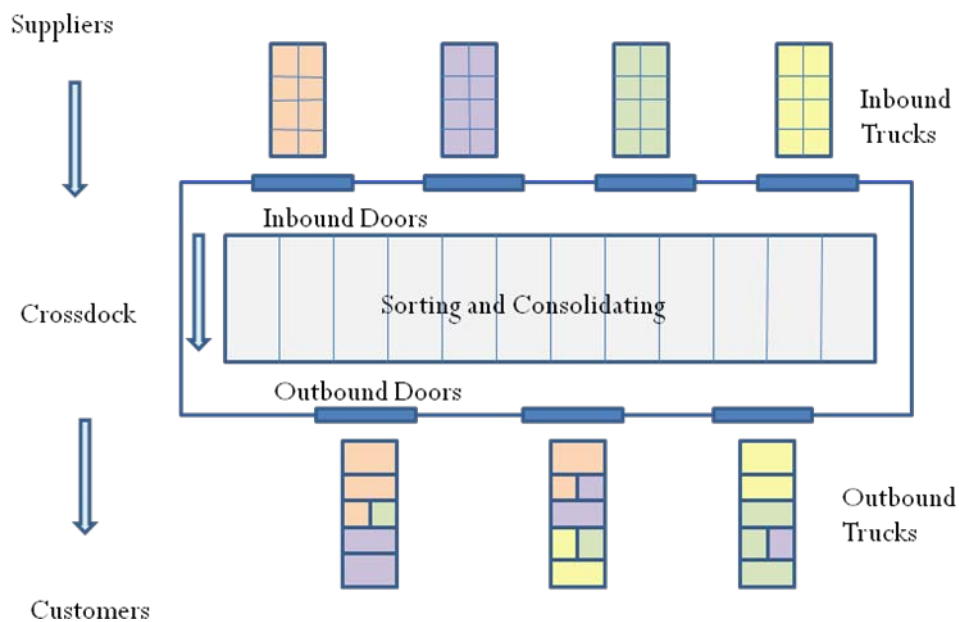 Suppliers
Inbound
Trucks
Inbound Doors
Sorting and Consolidating
Crossdock
Outbound Doors
Outbound
Trucks
Customers